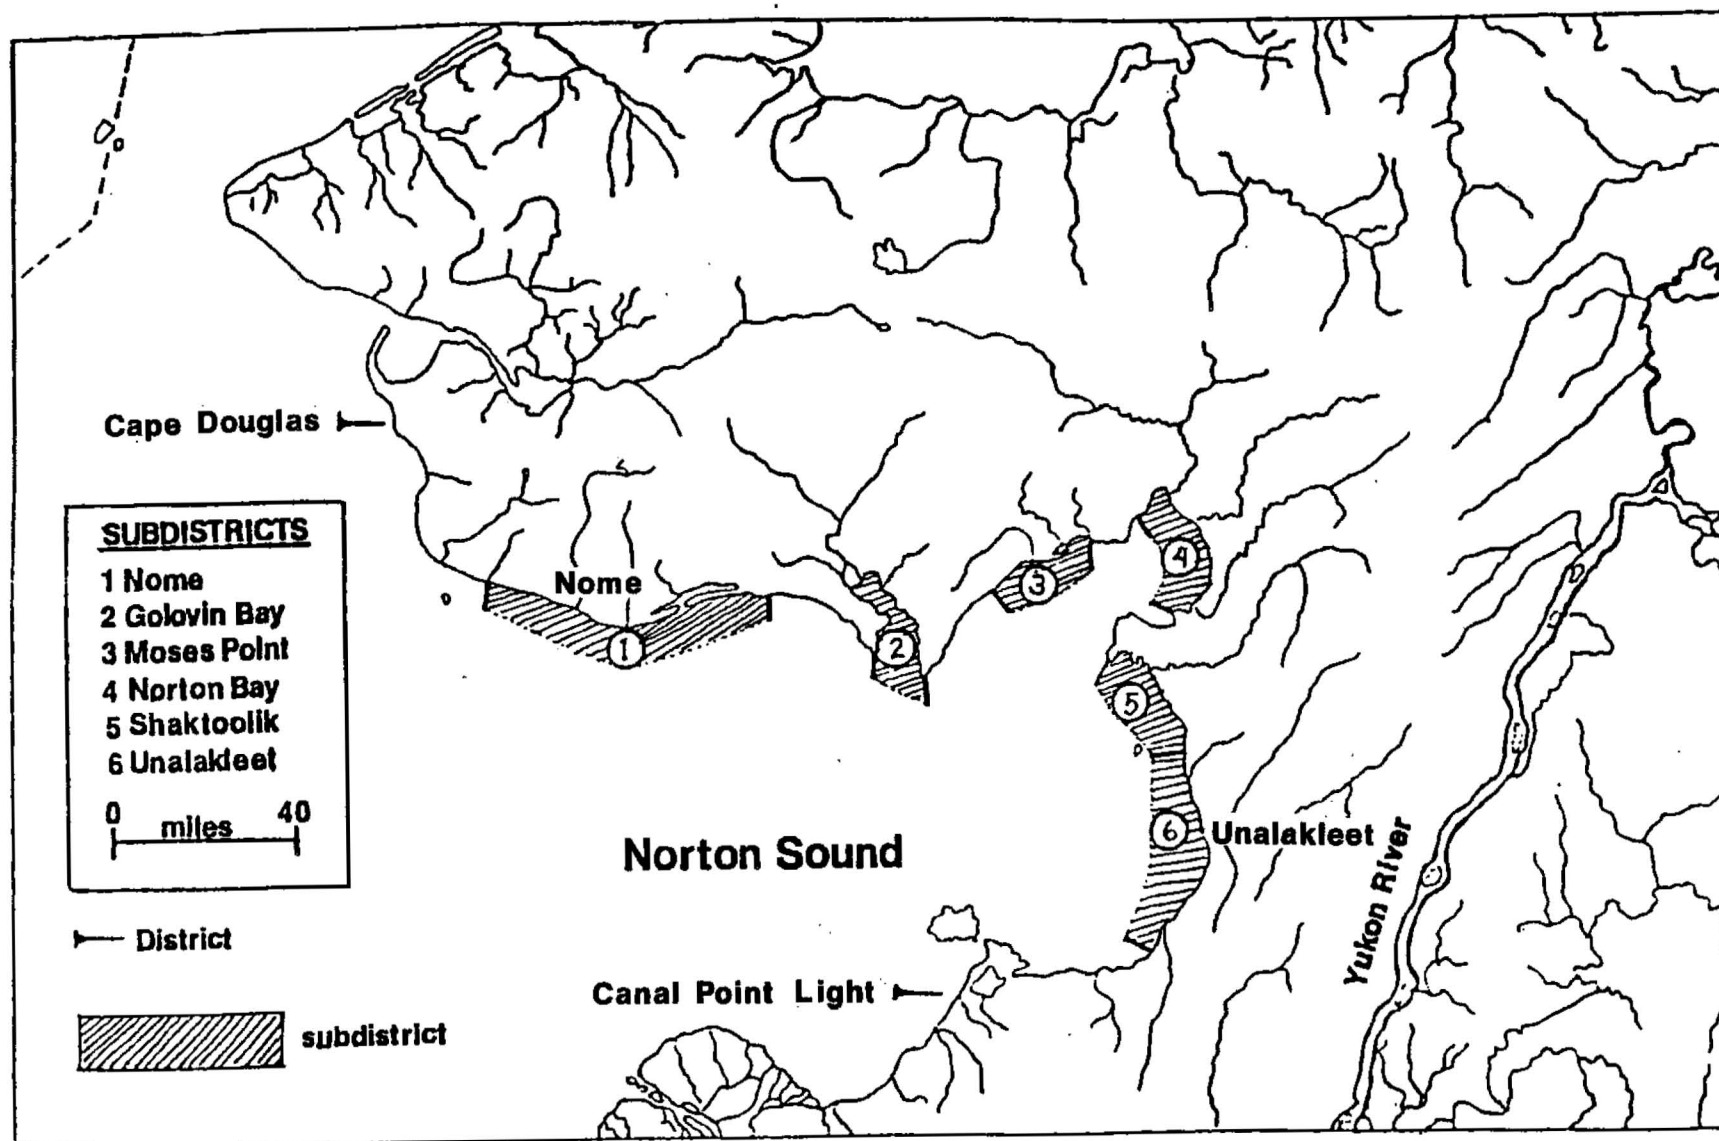 Cape Douglas
SUBDISTRICTS
1 Nome
2 Golovin Bay
3 Moses Point
4 Norton Bay
5 Shaktoolik
6 Unalakleet
0 40
miles
District
subdistrict
Nome
1
2
3
4
5
6
Unalakleet
Norton Sound
Canal Point Light
Yukon River